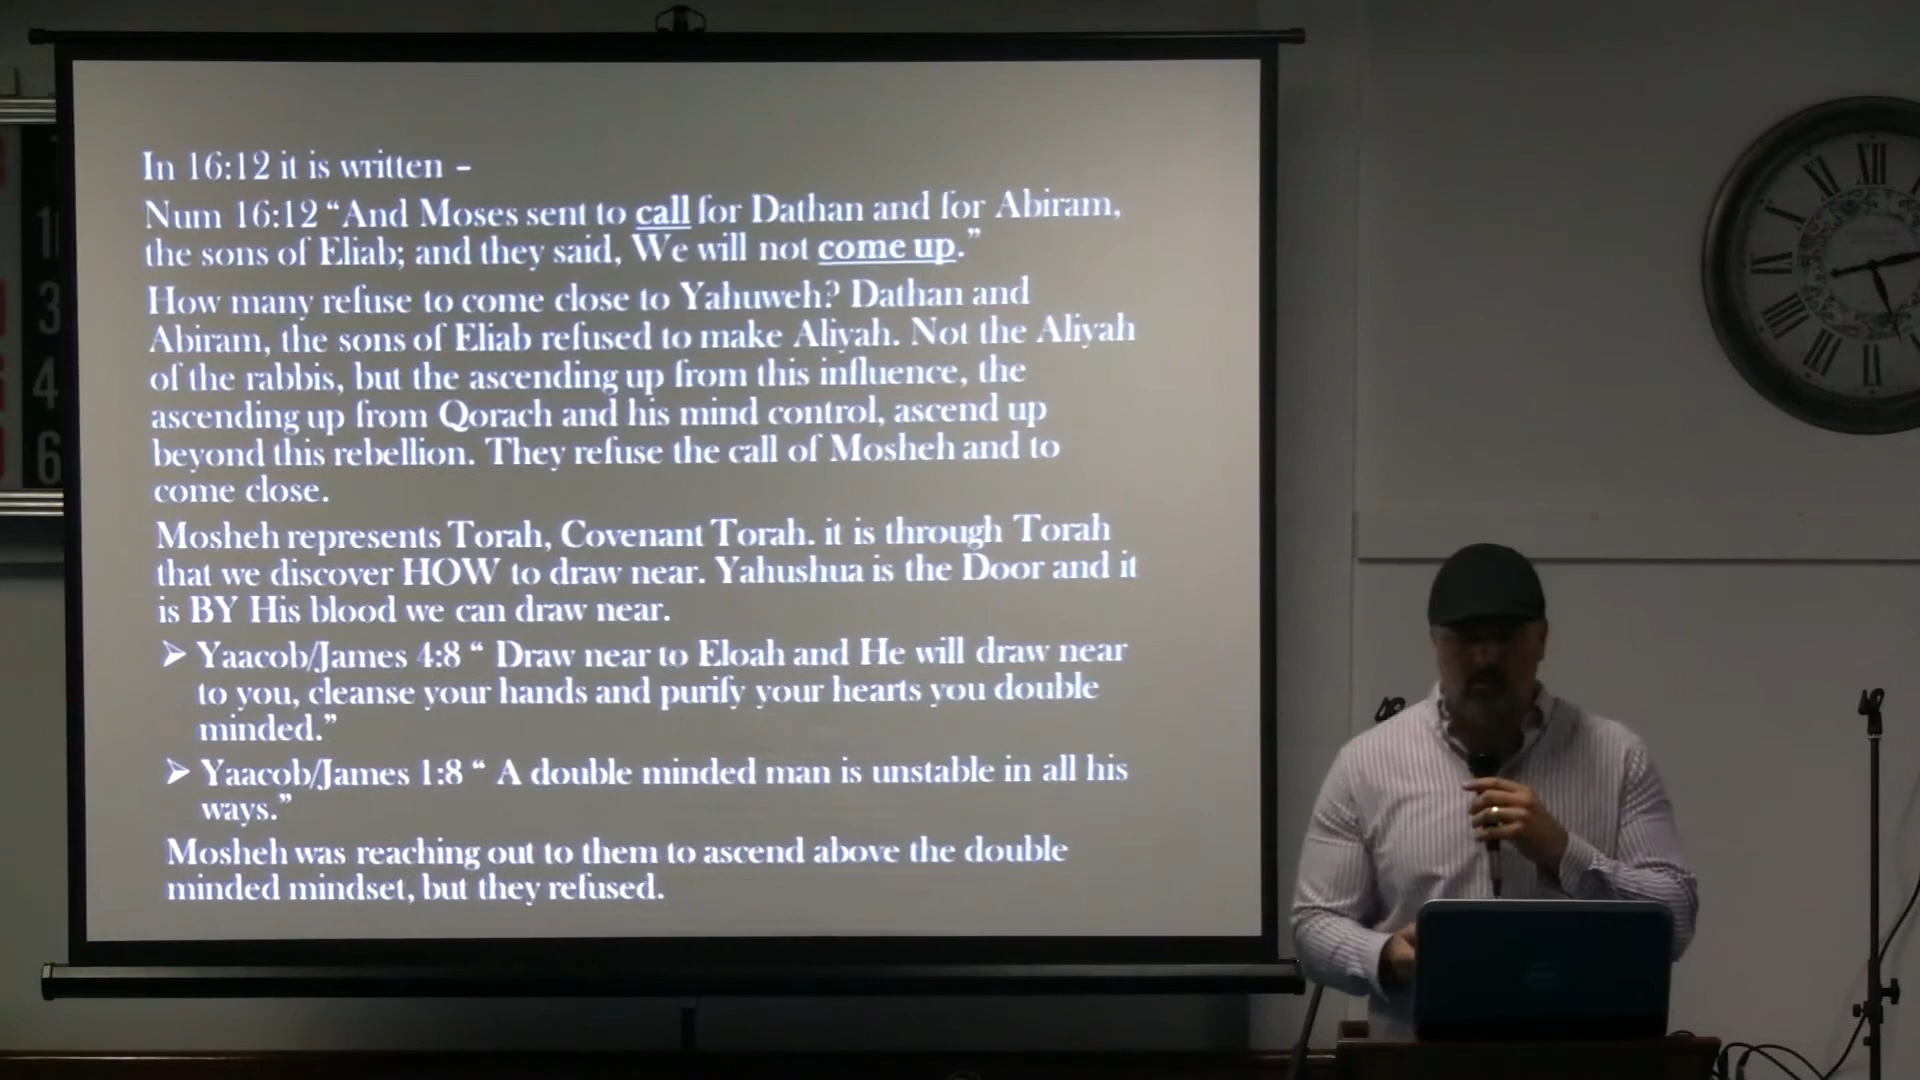 In 16:12 it is written –
Num 16:12 “And Moses sent to call for Dathan and for Abiram,
the sons of Eliab; and they said, We will not come up.”
How many refuse to come close to Yahuweh? Dathan and
Abiram, the sons of Eliab refused to make Aliyah. Not the Aliyah
of the rabbis, but the ascending up from this influence, the
ascending up from Qorach and his mind control, ascend up
beyond this rebellion. They refuse the call of Mosheh and to
come close.
Mosheh represents Torah, Covenant Torah. it is through Torah
that we discover HOW to draw near. Yahushua is the Door and it
is BY His blood we can draw near.
➢ Yaacob/James 4:8 “ Draw near to Eloah and He will draw near
to you, cleanse your hands and purify your hearts you double
minded.”
➢ Yaacob/James 1:8 “ A double minded man is unstable in all his
ways.”
Mosheh was reaching out to them to ascend above the double
minded mindset, but they refused.
3
4
6
XII